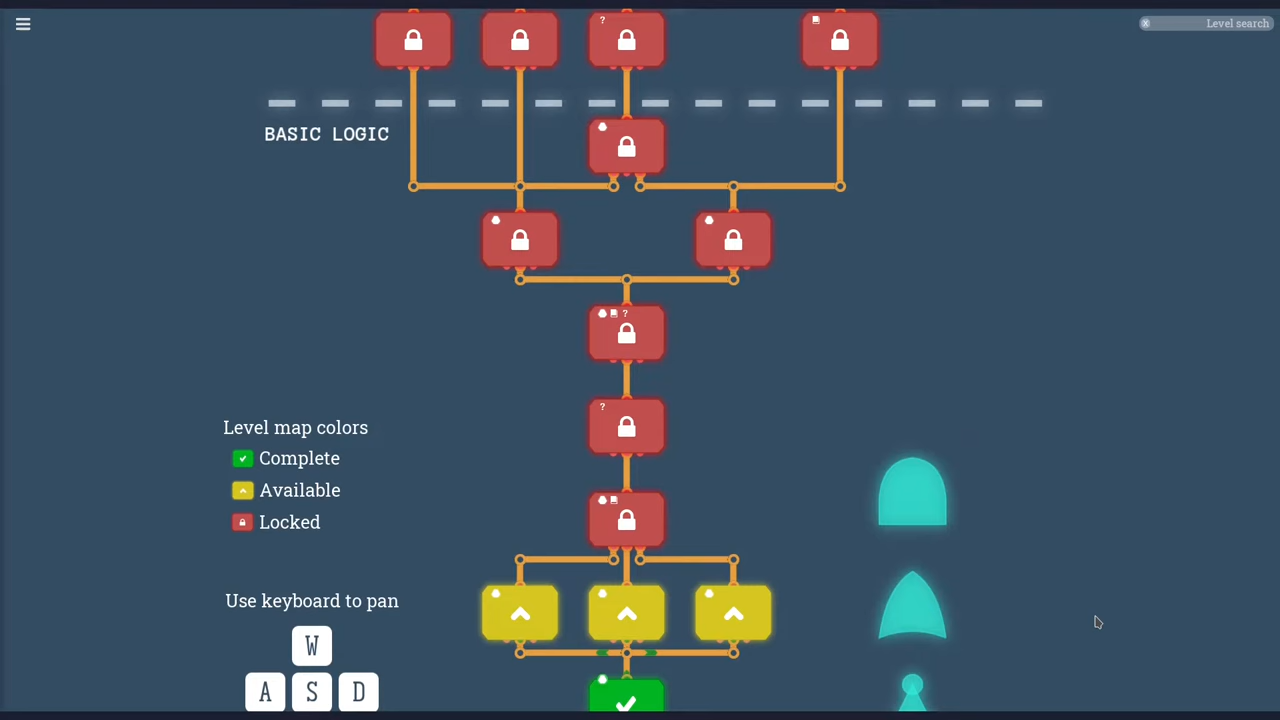 Level search
BASIC LOGIC
Level map colors
Complete
Available
Locked
Use keyboard to pan
W
A S D